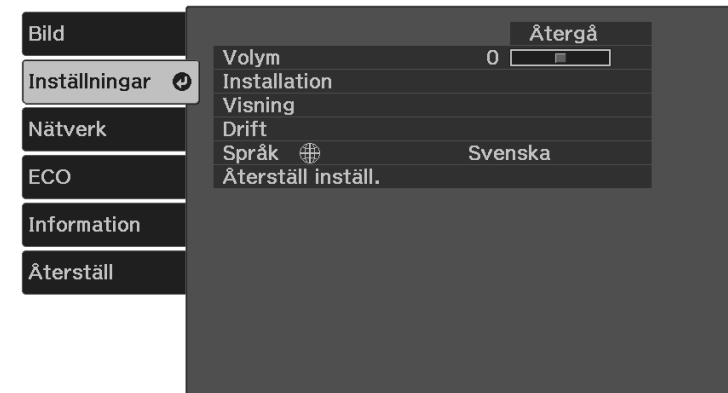 Bild
Inställningar
Nätverk
ECO
Information
Återställ
Återgå
Volym 0
Installation
Visning
Drift
Språk Svenska
Återställ inställ.